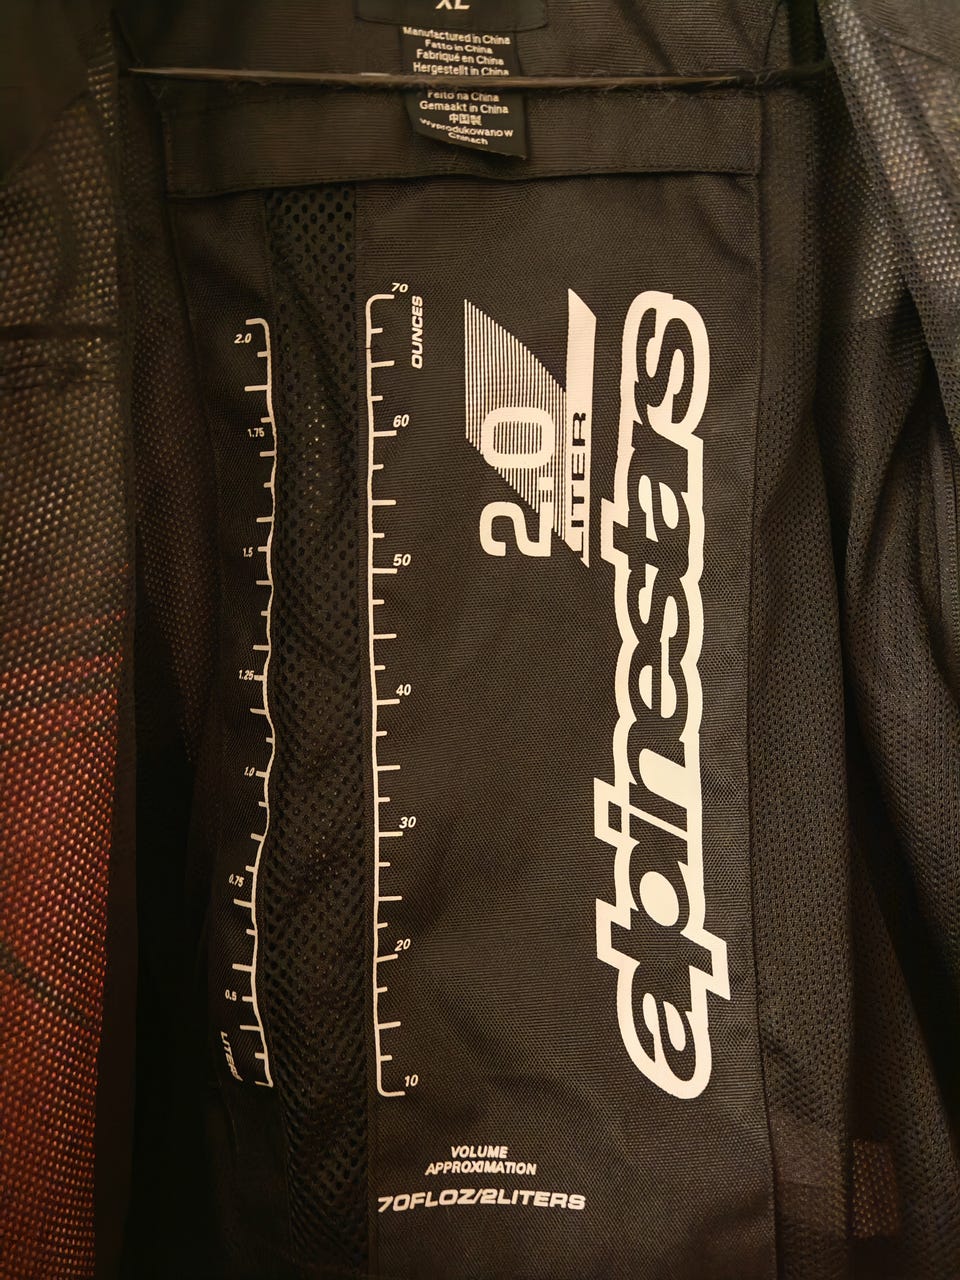 XL
Manufactured in China
Fatto in China
Fabriqué en China
Hergestellt in China
Feito na China
Gemaakt in China
中国製
Wyprodukowano w
Chinach
2.0
1.75
1.5
1.25
1.0
0.75
0.5
LITERS
70
OUNCES
60
50
40
30
20
10
2.0
LITER
alpinestars
VOLUME
APPROXIMATION
70FLOZ/2LITERS